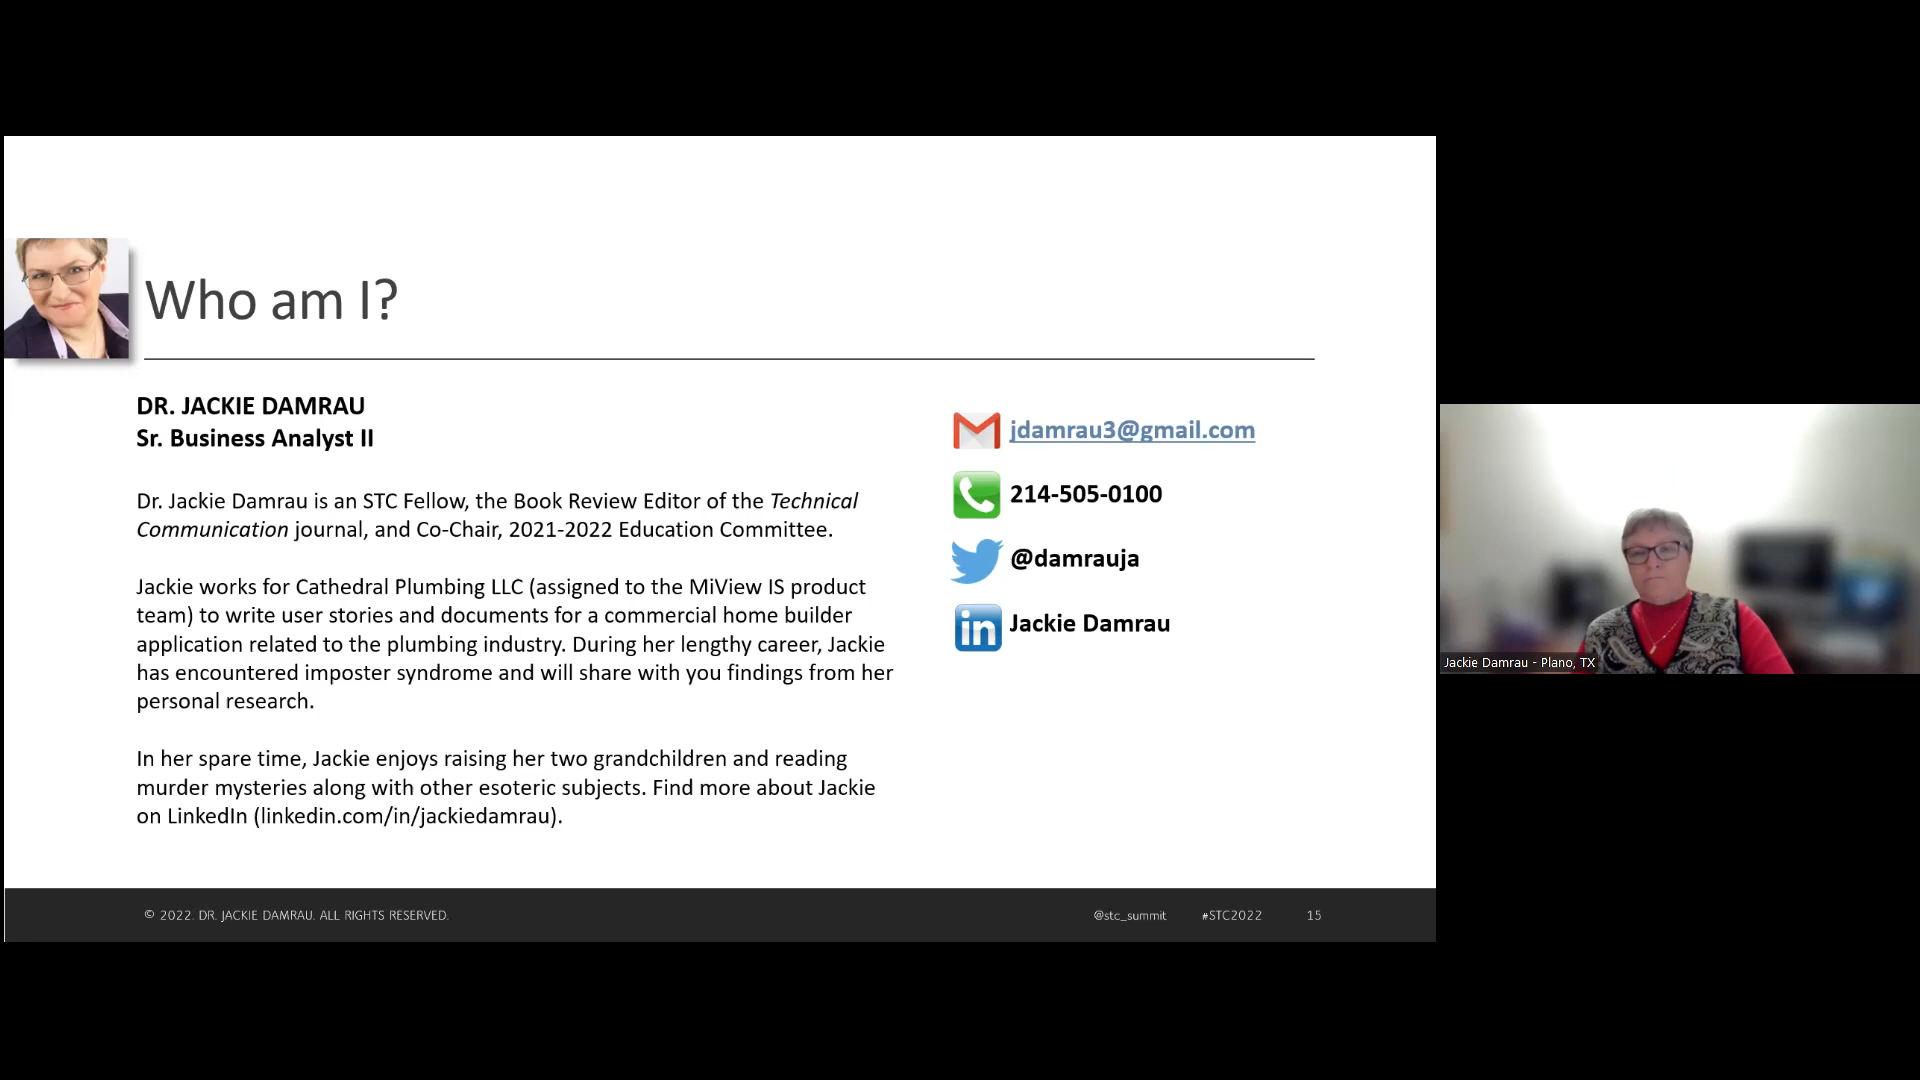 Who am I?
DR. JACKIE DAMRAU
Sr. Business Analyst II
Dr. Jackie Damrau is an STC Fellow, the Book Review Editor of the Technical
Communication journal, and Co-Chair, 2021-2022 Education Committee.
Jackie works for Cathedral Plumbing LLC (assigned to the MiView IS product
team) to write user stories and documents for a commercial home builder
application related to the plumbing industry. During her lengthy career, Jackie
has encountered imposter syndrome and will share with you findings from her
personal research.
In her spare time, Jackie enjoys raising her two grandchildren and reading
murder mysteries along with other esoteric subjects. Find more about Jackie
on LinkedIn (linkedin.com/in/jackiedamrau).
jdamrau3@gmail.com
214-505-0100
@damrauja
in Jackie Damrau
© 2022. DR. JACKIE DAMRAU. ALL RIGHTS RESERVED.
@stc_summit #STC2022 15
Jackie Damrau - Plano, TX